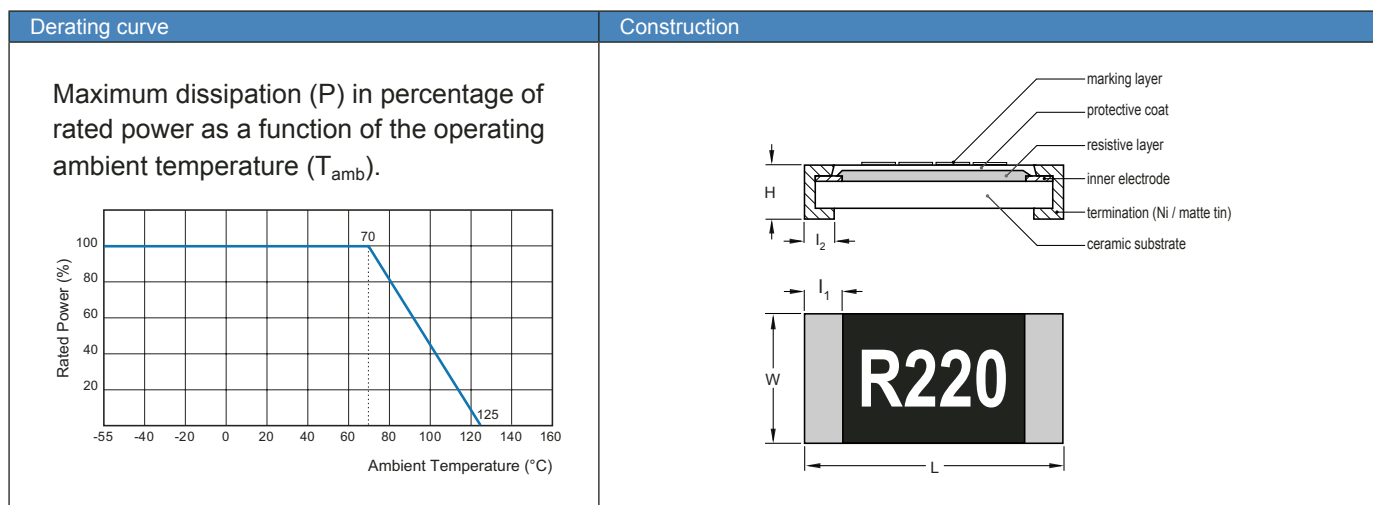 Derating curve
Maximum dissipation (P) in percentage of
rated power as a function of the operating
ambient temperature (Tamb).
Rated Power (%)
100
80
60
40
20
70
125
-55 -40 -20 0 20 40 60 80 100 120 140 160
Ambient Temperature (°C)
Construction
marking layer
protective coat
resistive layer
inner electrode
termination (Ni / matte tin)
ceramic substrate
H
I2
I1
W
R220
L